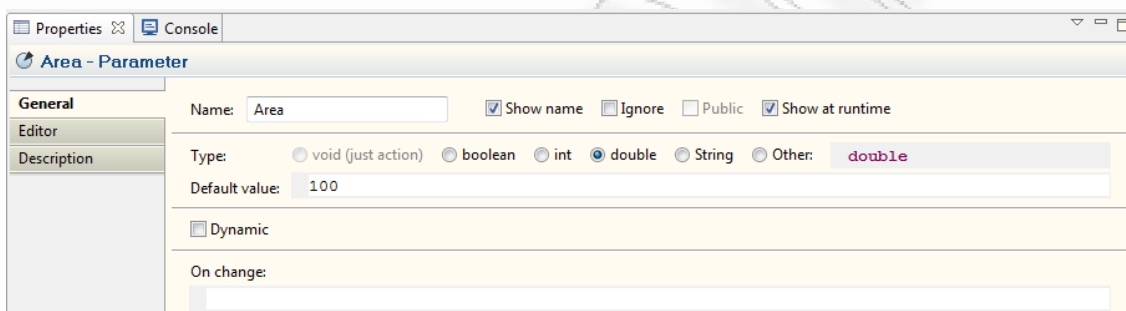 Properties Console
Area - Parameter
General
Editor
Description
Name: Area Show name Ignore Public Show at runtime
Type: void (just action) boolean int double String Other: double
Default value: 100
Dynamic
On change: